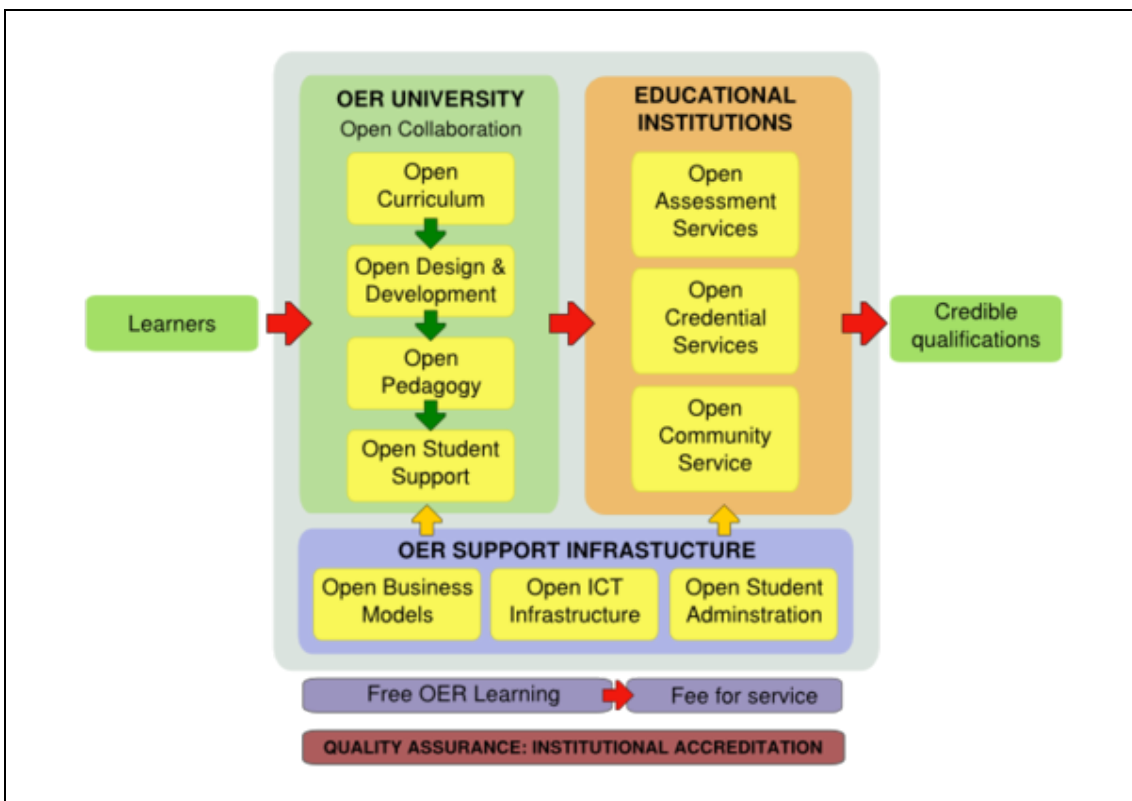 Learners
OER UNIVERSITY
Open Collaboration
Open
Curriculum
Open Design &
Development
Open
Pedagogy
Open Student
Support
EDUCATIONAL
INSTITUTIONS
Open
Assessment
Services
Open
Credential
Services
Open
Community
Service
Credible
qualifications
OER SUPPORT INFRASTUCTURE
Open Business
Models
Open ICT
Infrastructure
Open Student
Adminstration
Free OER Learning
Fee for service
QUALITY ASSURANCE: INSTITUTIONAL ACCREDITATION